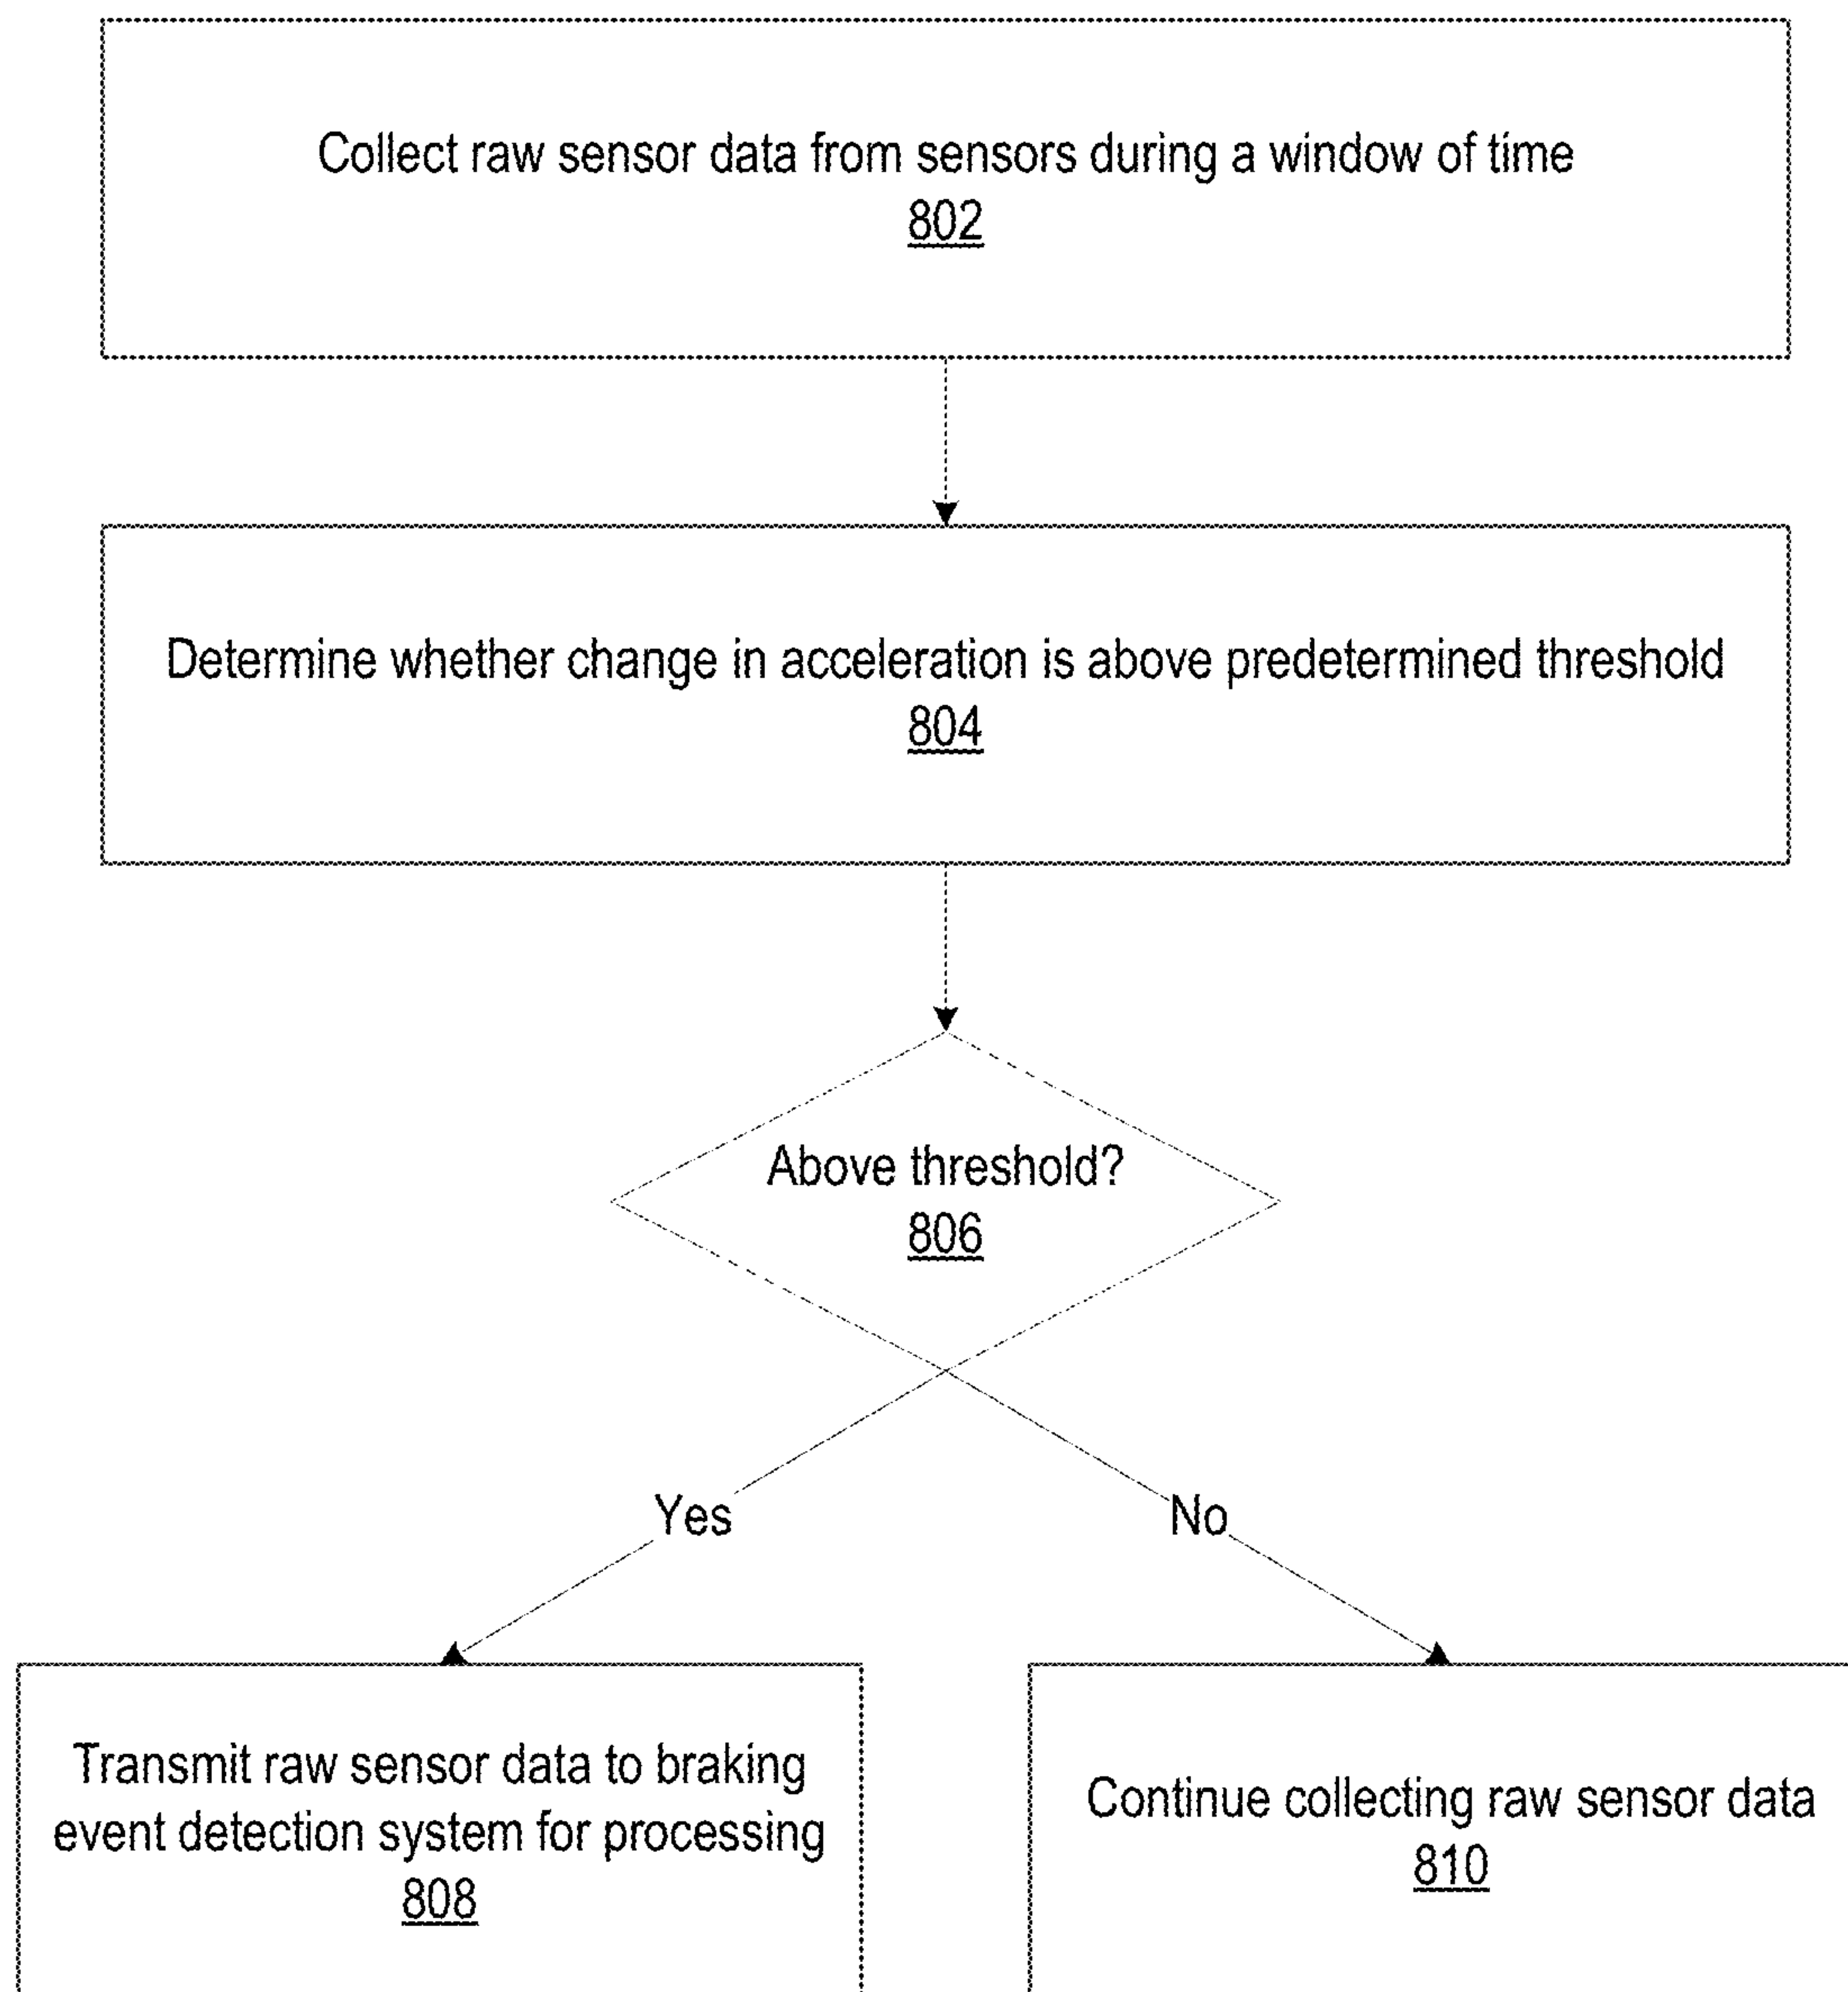 Collect raw sensor data from sensors during a window of time
802
Determine whether change in acceleration is above predetermined threshold
804
Above threshold?
806
Yes
No
Transmit raw sensor data to braking
event detection system for processing
808
Continue collecting raw sensor data
810